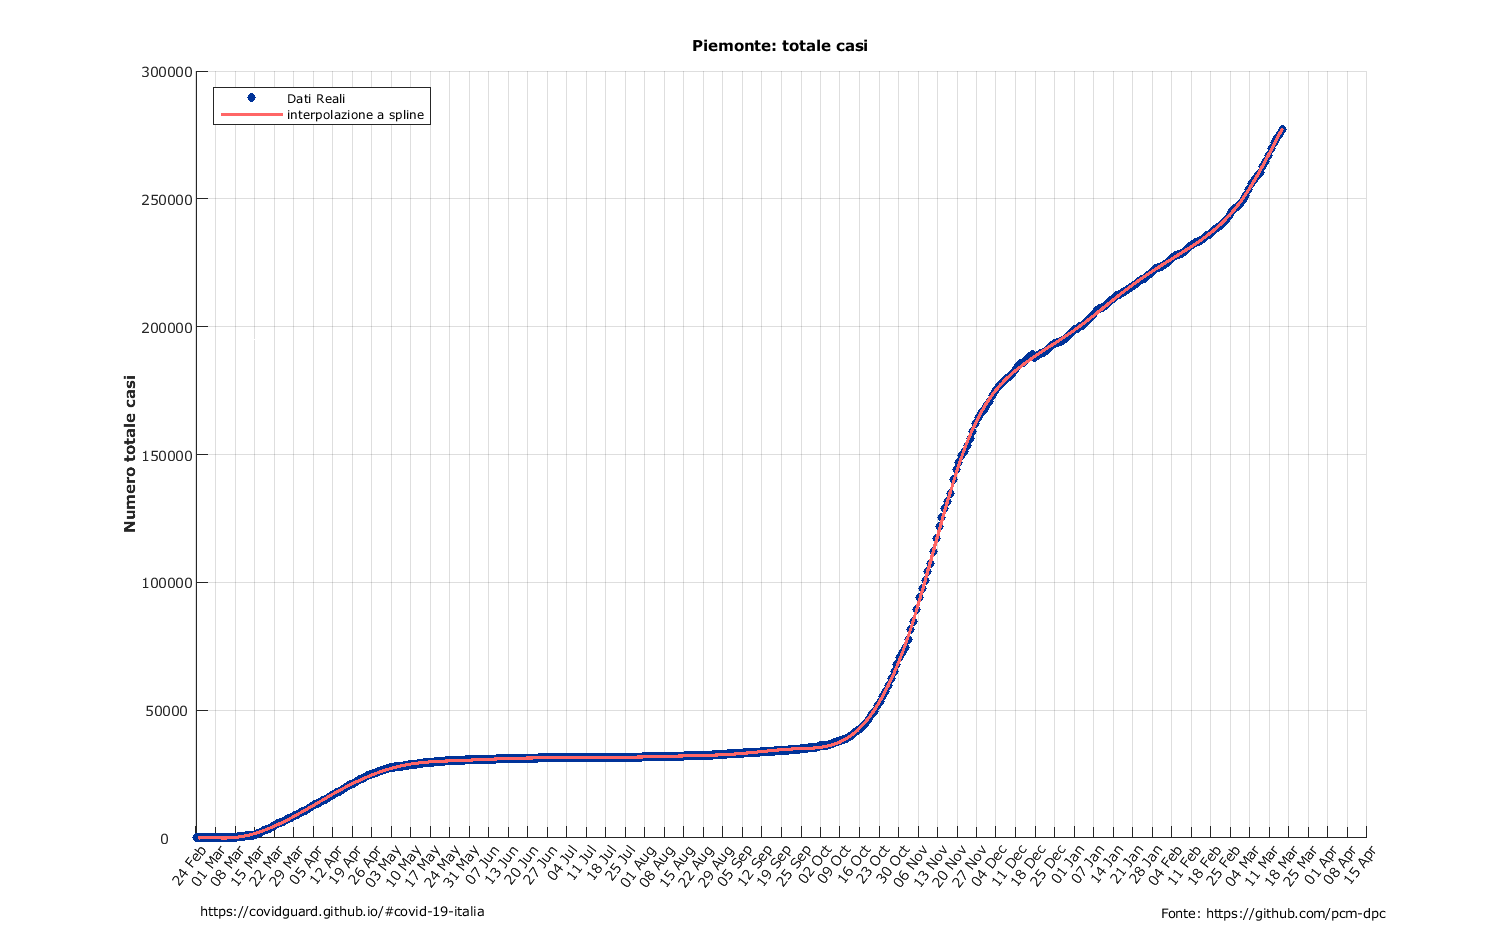 Piemonte: totale casi
Dati Reali
interpolazione a spline
Numero totale casi
300000
250000
200000
150000
100000
50000
0
24 Feb
01 Mar
08 Mar
15 Mar
22 Mar
29 Mar
05 Apr
12 Apr
19 Apr
26 Apr
03 May
10 May
17 May
24 May
31 May
07 Jun
13 Jun
20 Jun
27 Jun
04 Jul
11 Jul
18 Jul
25 Jul
01 Aug
08 Aug
15 Aug
22 Aug
29 Aug
05 Sep
12 Sep
19 Sep
25 Sep
02 Oct
09 Oct
16 Oct
23 Oct
30 Oct
06 Nov
13 Nov
20 Nov
27 Nov
04 Dec
11 Dec
18 Dec
25 Dec
01 Jan
07 Jan
14 Jan
21 Jan
28 Jan
04 Feb
11 Feb
18 Feb
25 Feb
04 Mar
11 Mar
18 Mar
25 Mar
01 Apr
08 Apr
15 Apr
https://covidguard.github.io/#covid-19-italia
Fonte: https://github.com/pcm-dpc